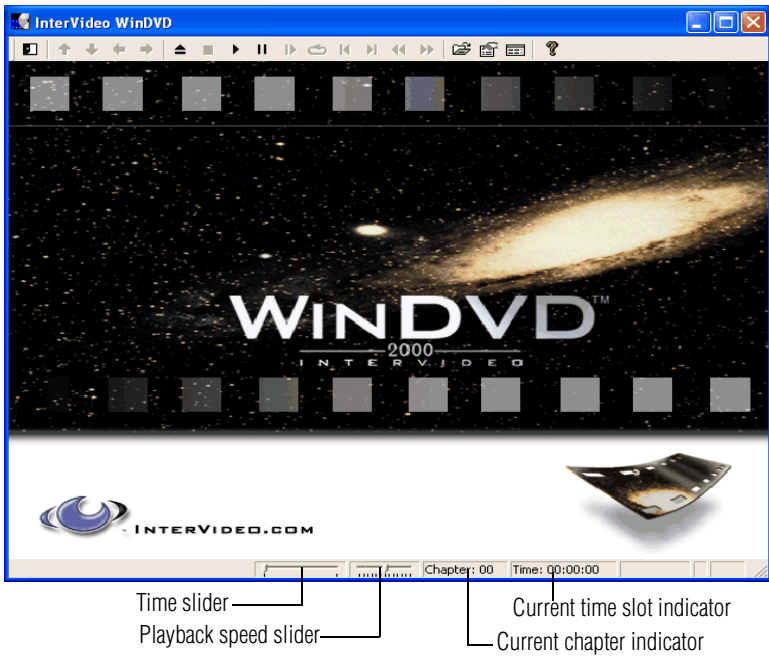 InterVideo WinDVD
WINDVD™
2000
INTERVIDEO
INTERVIDEO.COM
Chapter: 00 Time: 00:00:00
Time slider
Current time slot indicator
Playback speed slider
Current chapter indicator